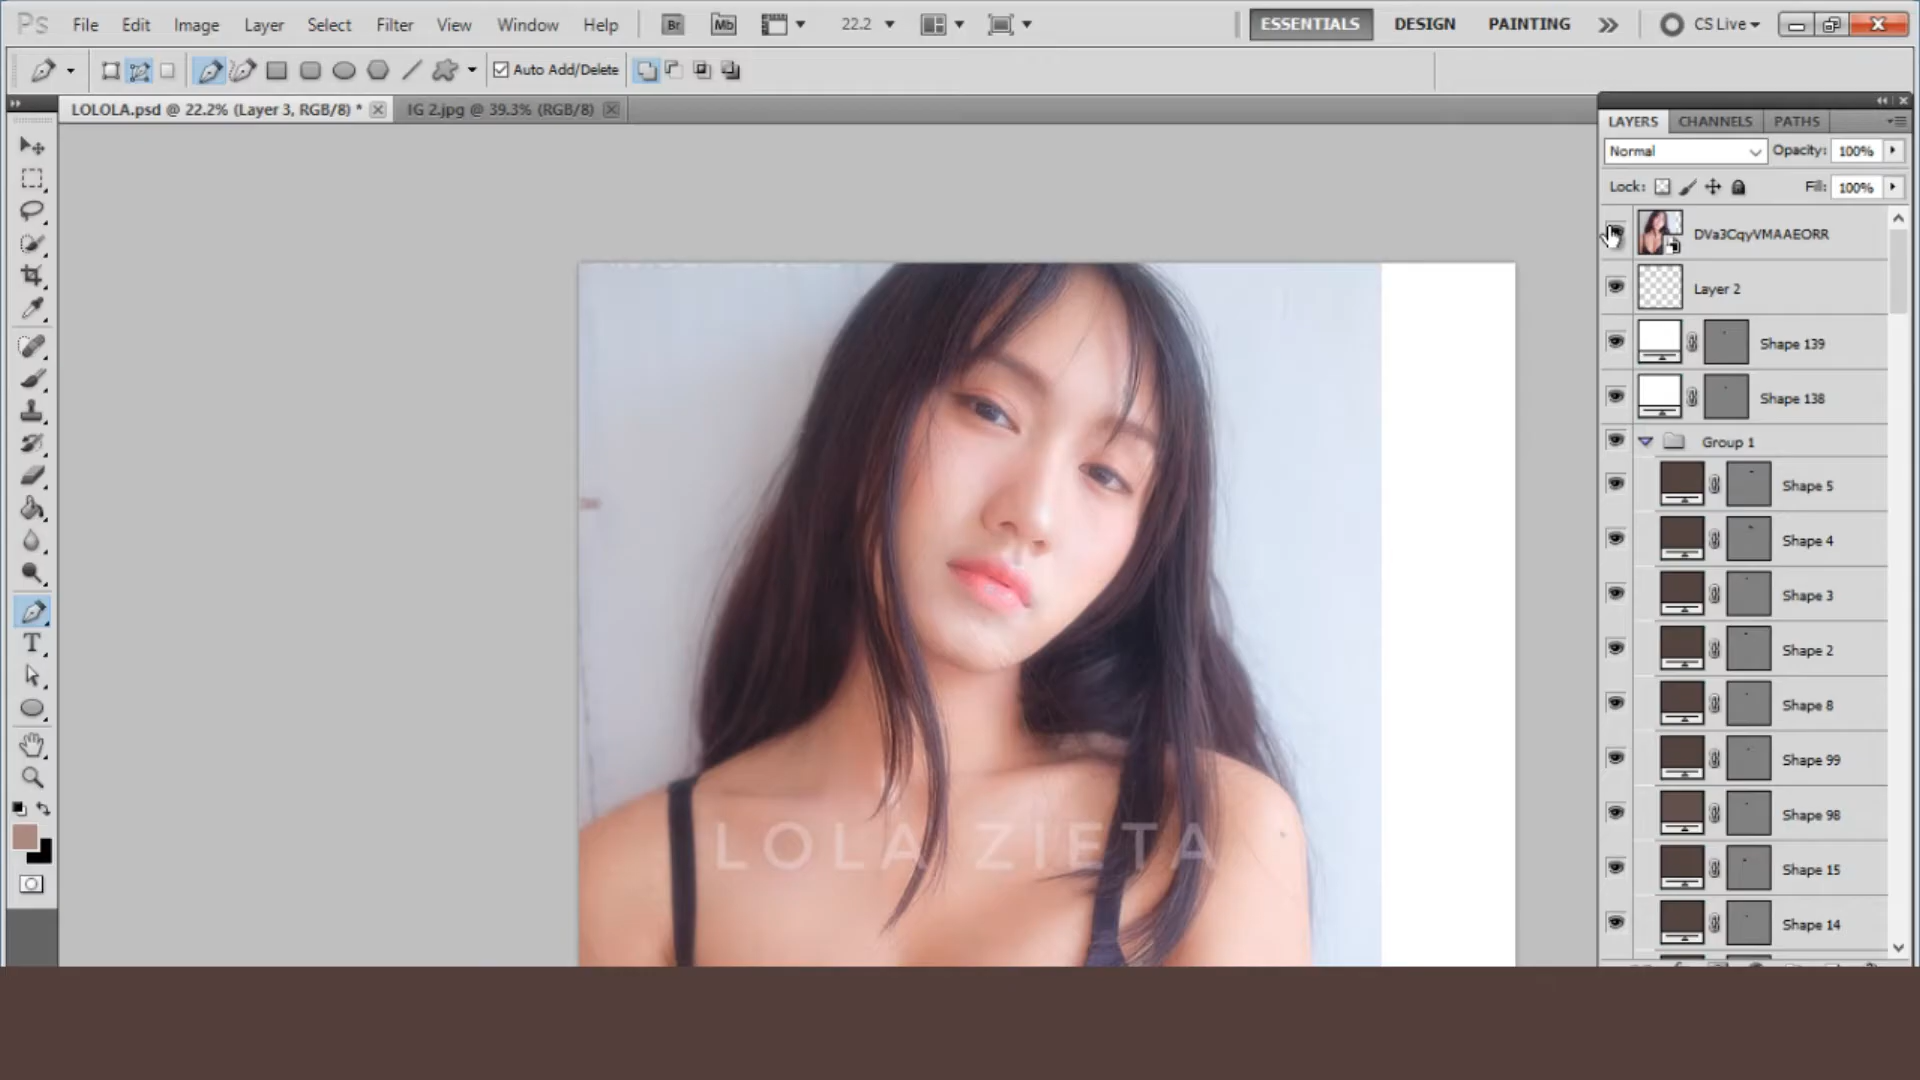 Ps File Edit Image Layer Select Filter View Window Help Br Mb 22.2 ESSENTIALS DESIGN PAINTING CS Live
Auto Add/Delete
LOLOLA.psd @ 22.2% (Layer 3, RGB/8) * IG 2.jpg @ 39.3% (RGB/8)
LAYERS CHANNELS PATHS
Normal Opacity: 100%
Lock: Fill: 100%
DVa3CqyVMAAEORR
Layer 2
Shape 139
Shape 138
Group 1
Shape 5
Shape 4
Shape 3
Shape 2
Shape 8
Shape 99
Shape 98
Shape 15
Shape 14
T
LOLA ZIETA